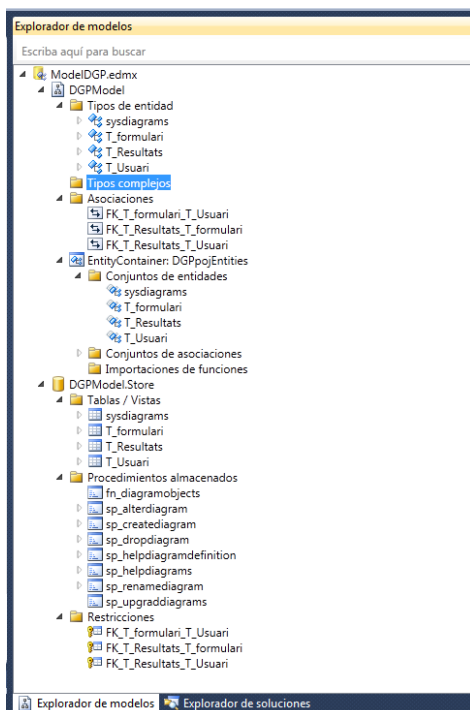 Explorador de modelos
Escriba aquí para buscar
ModelDGP.edmx
DGPModel
Tipos de entidad
sysdiagrams
T_formulari
T_Resultats
T_Usuari
Tipos complejos
Asociaciones
FK_T_formulari_T_Usuari
FK_T_Resultats_T_formulari
FK_T_Resultats_T_Usuari
EntityContainer: DGPpojEntities
Conjuntos de entidades
sysdiagrams
T_formulari
T_Resultats
T_Usuari
Conjuntos de asociaciones
Importaciones de funciones
DGPModel.Store
Tablas / Vistas
sysdiagrams
T_formulari
T_Resultats
T_Usuari
Procedimientos almacenados
fn_diagramobjects
sp_alterdiagram
sp_creatediagram
sp_dropdiagram
sp_helpdiagramdefinition
sp_helpdiagrams
sp_renamediagram
sp_upgraddiagrams
Restricciones
FK_T_formulari_T_Usuari
FK_T_Resultats_T_formulari
FK_T_Resultats_T_Usuari
Explorador de modelos Explorador de soluciones